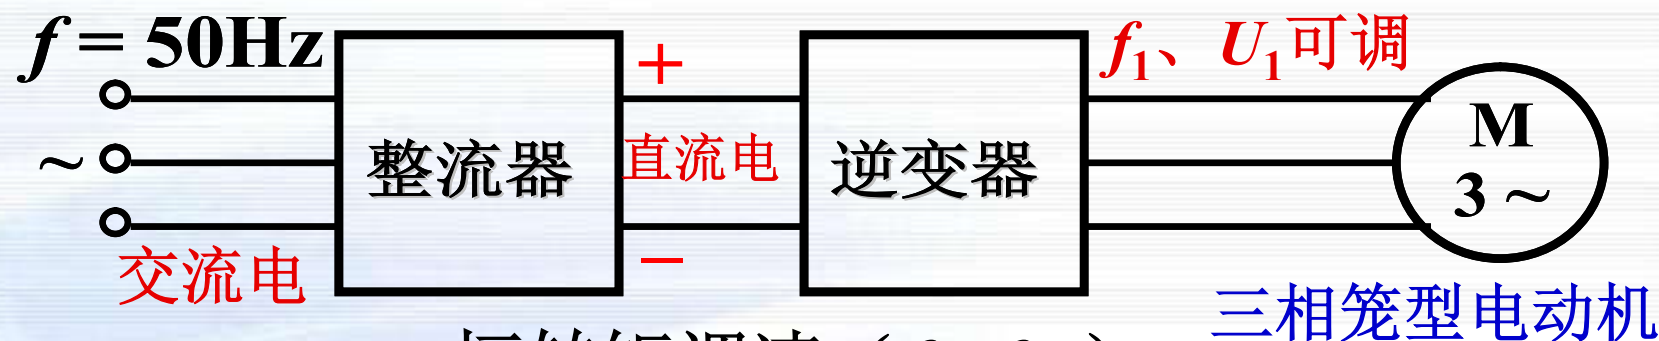 f = 50Hz
~
交流电
整流器
+
直流电
−
逆变器
f₁、U₁可调
M
3 ~
三相笼型电动机